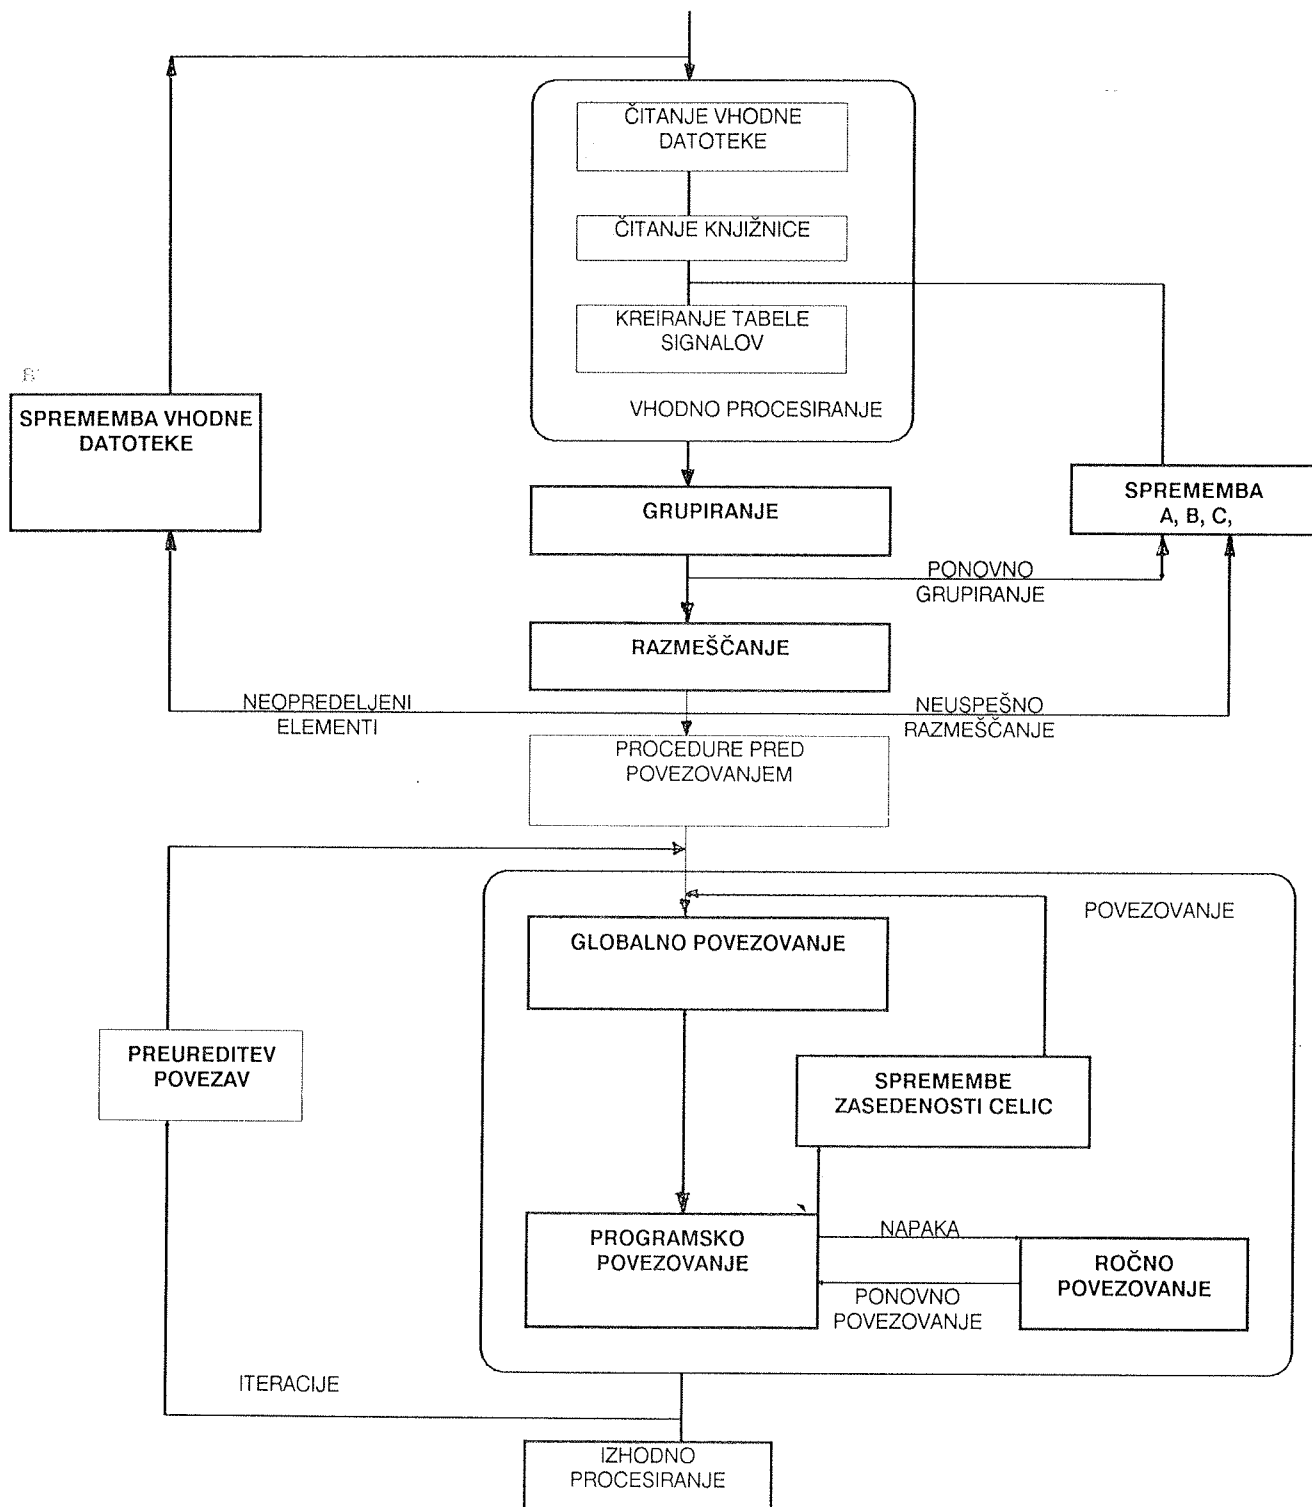 ČITANJE VHODNE
DATOTEKE
ČITANJE KNJIŽNICE
KREIRANJE TABELE
SIGNALOV
VHODNO PROCESIRANJE
SPREMEMBA VHODNE
DATOTEKE
GRUPIRANJE
SPREMEMBA
A, B, C,
PONOVNO
GRUPIRANJE
RAZMEŠČANJE
NEOPREDELJENI
ELEMENTI
NEUSPEŠNO
RAZMEŠČANJE
PROCEDURE PRED
POVEZOVANJEM
POVEZOVANJE
GLOBALNO POVEZOVANJE
PREUREDITEV
POVEZAV
SPREMEMBE
ZASEDENOSTI CELIC
PROGRAMSKO
POVEZOVANJE
NAPAKA
ROČNO
POVEZOVANJE
PONOVNO
POVEZOVANJE
ITERACIJE
IZHODNO
PROCESIRANJE